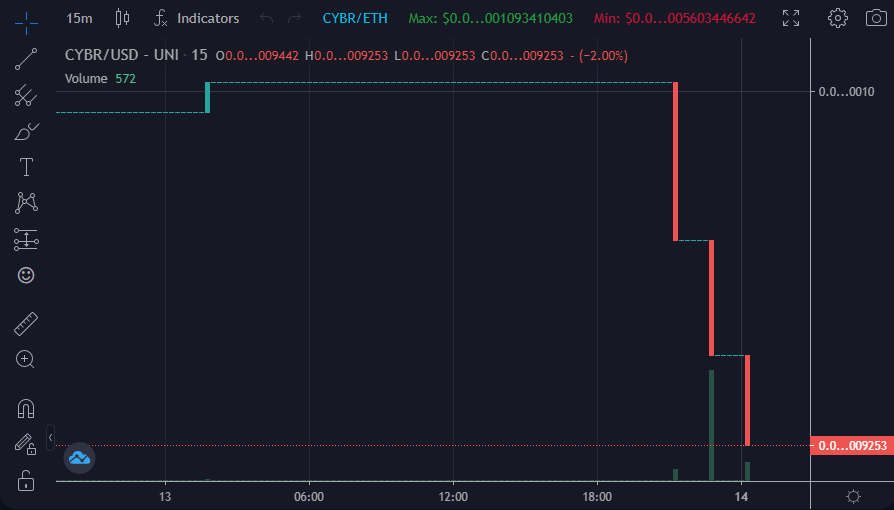 15m Indicators CYBR/ETH Max: $0.0...001093410403 Min: $0.0...005603446642
CYBR/USD - UNI · 15 O0.0...009442 H0.0...009253 L0.0...009253 C0.0...009253 - (−2.00%)
Volume 572
0.0...0010
0.0...009253
13 06:00 12:00 18:00 14